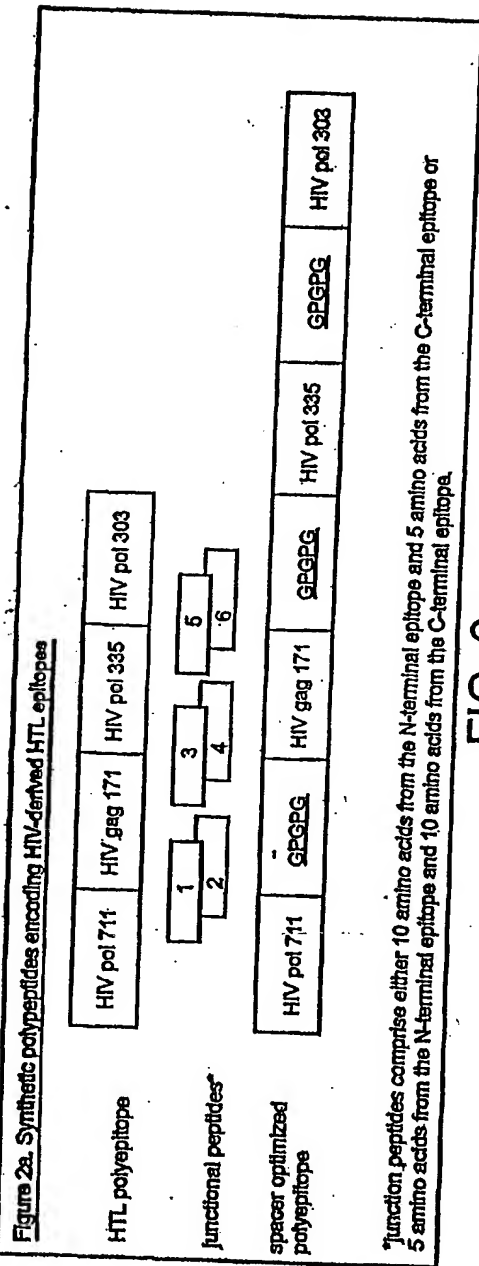 Figure 2a. Synthetic polypeptides encoding HIV-derived HTL epitopes
HTL polyepitope
HIV pol 711 HIV gag 171 HIV pol 335 HIV pol 303
junctional peptides*
1 3 5
2 4 6
spacer optimized
polyepitope
HIV pol 711 GPGPG HIV gag 171 GPGPG HIV pol 335 GPGPG HIV pol 303
*junction peptides comprise either 10 amino acids from the N-terminal epitope and 5 amino acids from the C-terminal epitope or
5 amino acids from the N-terminal epitope and 10 amino acids from the C-terminal epitope.